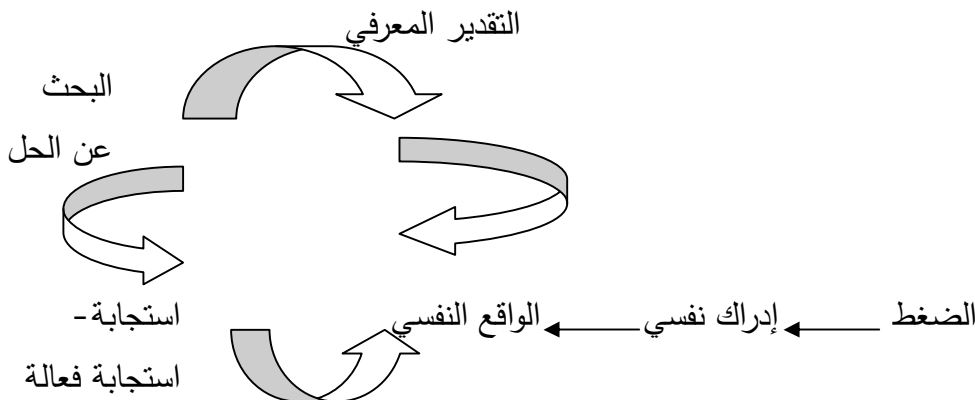 التقدير المعرفي
البحث
عن الحل
الضغط
إدراك نفسي
الواقع النفسي
استجابة-
استجابة فعالة